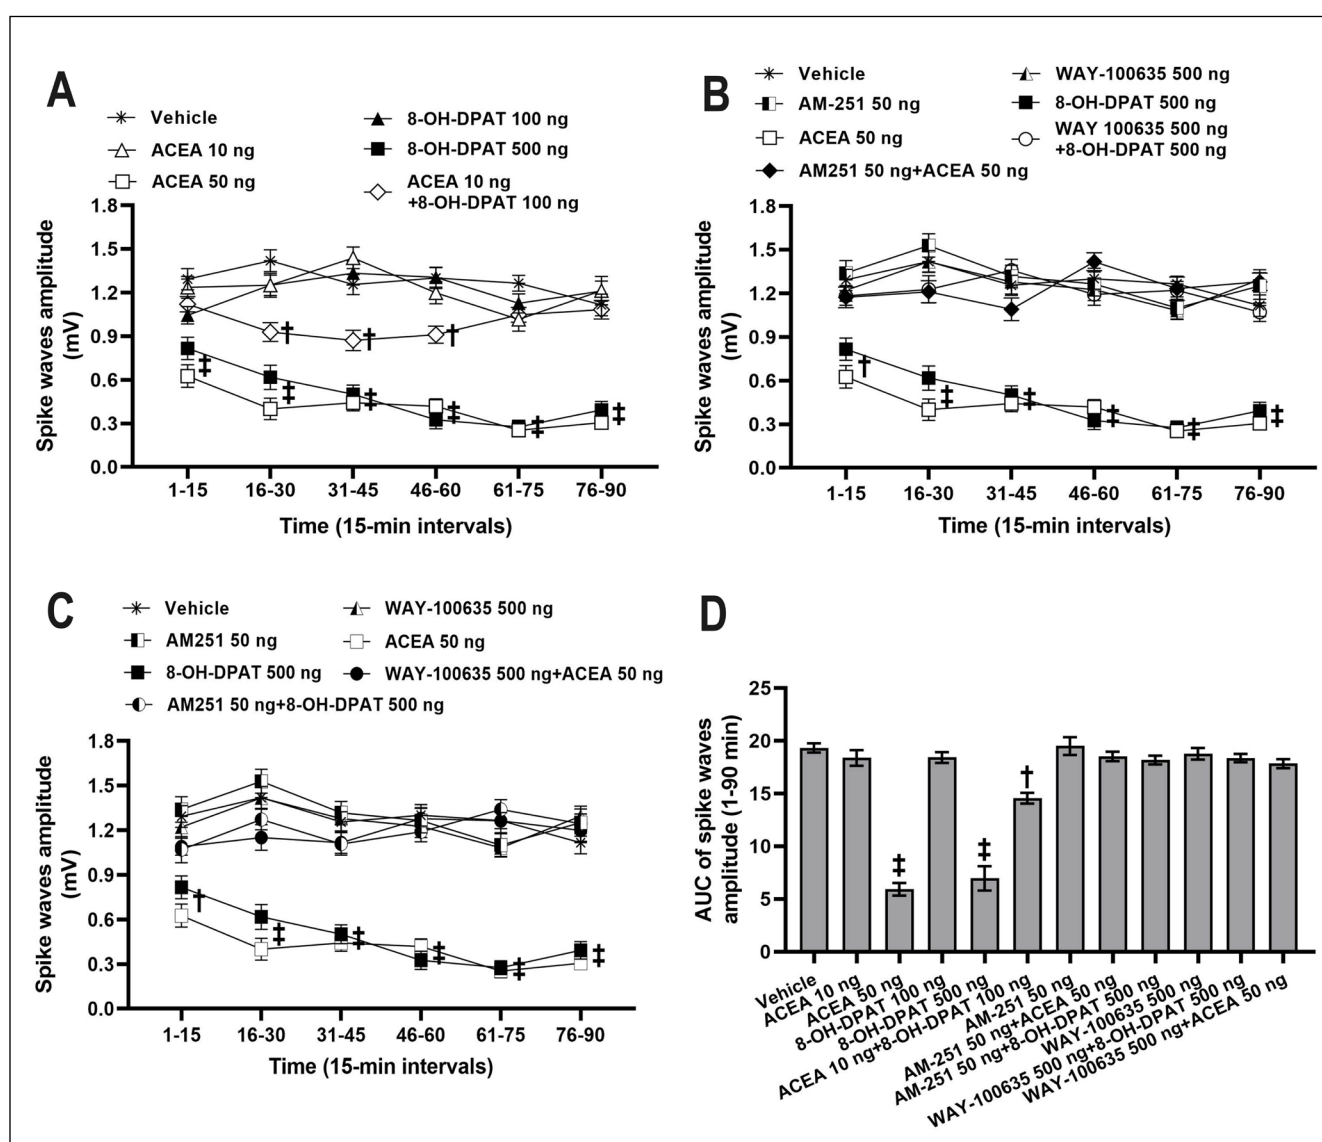 A
Vehicle
ACEA 10 ng
ACEA 50 ng
8-OH-DPAT 100 ng
8-OH-DPAT 500 ng
ACEA 10 ng
+8-OH-DPAT 100 ng
Spike waves amplitude
(mV)
1.8
1.5
1.2
0.9
0.6
0.3
0.0
† † †
‡ ‡ ‡ ‡ ‡ ‡
1-15 16-30 31-45 46-60 61-75 76-90
Time (15-min intervals)
B
Vehicle
AM-251 50 ng
ACEA 50 ng
AM251 50 ng+ACEA 50 ng
WAY-100635 500 ng
8-OH-DPAT 500 ng
WAY 100635 500 ng
+8-OH-DPAT 500 ng
Spike waves amplitude
(mV)
1.8
1.5
1.2
0.9
0.6
0.3
0.0
† ‡ ‡ ‡ ‡ ‡
1-15 16-30 31-45 46-60 61-75 76-90
Time (15-min intervals)
C
Vehicle
AM251 50 ng
8-OH-DPAT 500 ng
AM251 50 ng+8-OH-DPAT 500 ng
WAY-100635 500 ng
ACEA 50 ng
WAY-100635 500 ng+ACEA 50 ng
Spike waves amplitude
(mV)
1.8
1.5
1.2
0.9
0.6
0.3
0.0
† ‡ ‡ ‡ ‡ ‡
1-15 16-30 31-45 46-60 61-75 76-90
Time (15-min intervals)
D
AUC of spike waves
amplitude (1-90 min)
25
20
15
10
5
0
‡ ‡ †
Vehicle
ACEA 10 ng
ACEA 50 ng
8-OH-DPAT 100 ng
8-OH-DPAT 500 ng
ACEA 10 ng+8-OH-DPAT 100 ng
AM-251 50 ng
AM-251 50 ng+ACEA 50 ng
AM-251 50 ng+8-OH-DPAT 500 ng
WAY-100635 500 ng
WAY-100635 500 ng+8-OH-DPAT 500 ng
WAY-100635 500 ng+ACEA 50 ng